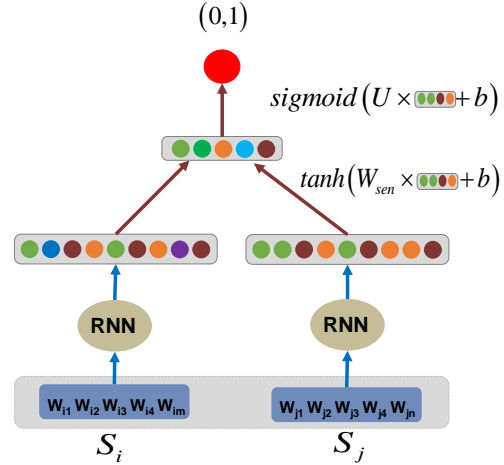 (0,1)
sigmoid(U × + b)
tanh(W_sen × + b)
RNN RNN
W_i1 W_i2 W_i3 W_i4 W_im W_j1 W_j2 W_j3 W_j4 W_jn
S_i S_j